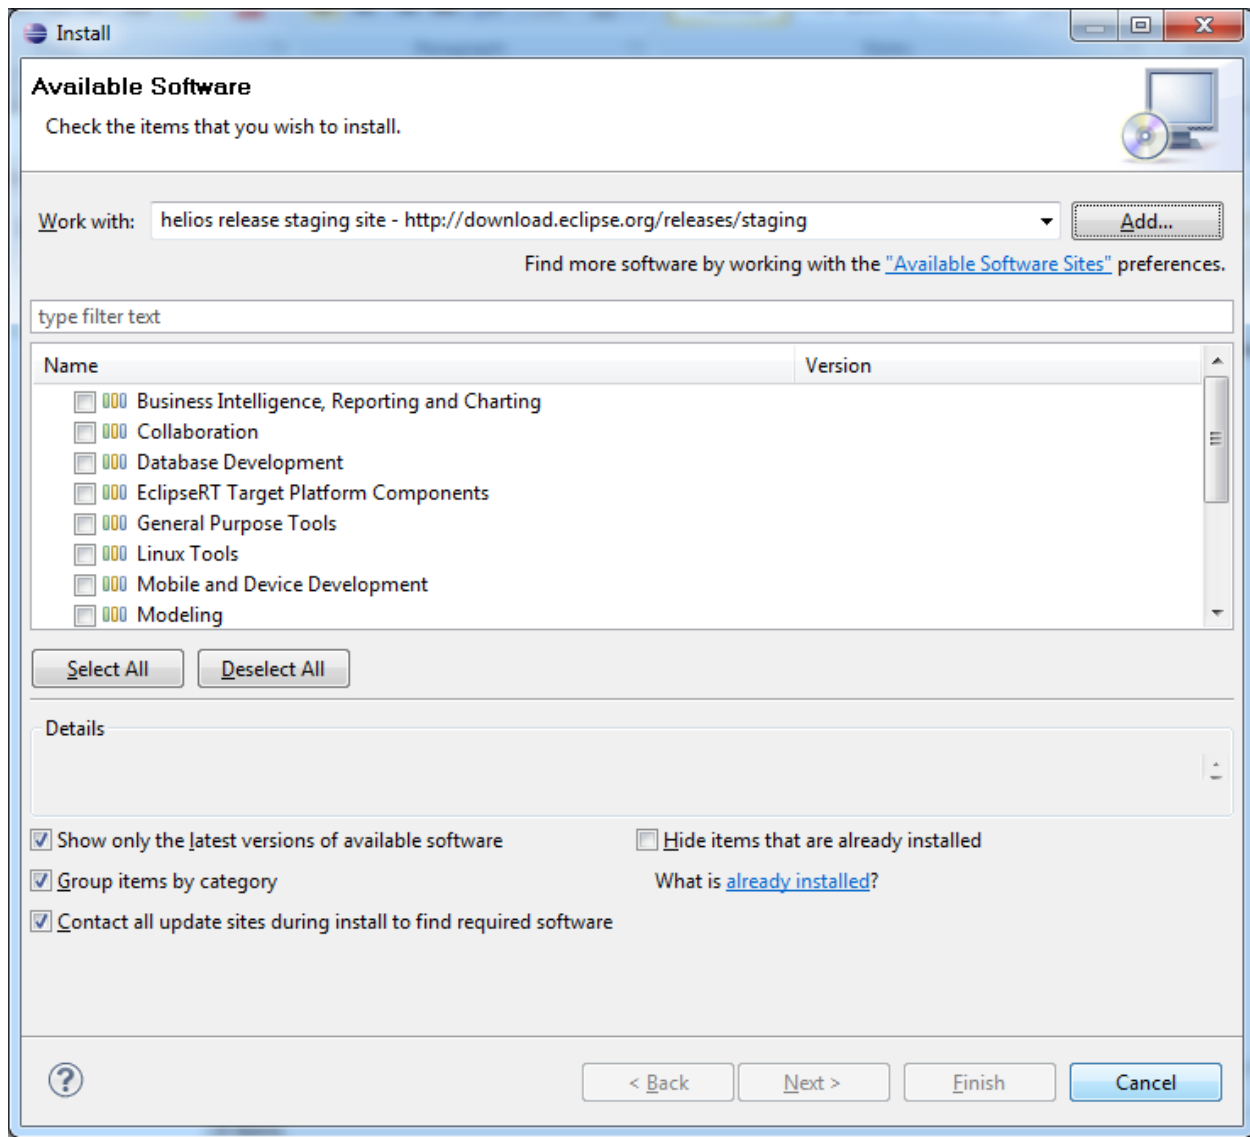 Install
Available Software
Check the items that you wish to install.
Work with: helios release staging site - http://download.eclipse.org/releases/staging Add...
Find more software by working with the "Available Software Sites" preferences.
type filter text
Name Version
Business Intelligence, Reporting and Charting
Collaboration
Database Development
EclipseRT Target Platform Components
General Purpose Tools
Linux Tools
Mobile and Device Development
Modeling
Select All Deselect All
Details
Show only the latest versions of available software Hide items that are already installed
Group items by category What is already installed?
Contact all update sites during install to find required software
? < Back Next > Finish Cancel